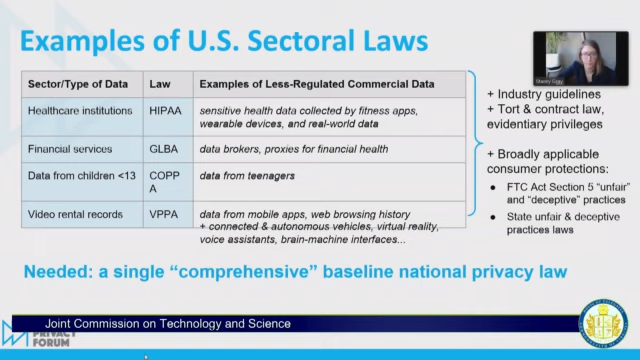 Examples of U.S. Sectoral Laws
Sector/Type of Data
Law
Examples of Less-Regulated Commercial Data
Healthcare institutions
HIPAA
sensitive health data collected by fitness apps,
wearable devices, and real-world data
Financial services
GLBA
data brokers, proxies for financial health
Data from children <13
COPP
A
data from teenagers
Video rental records
VPPA
data from mobile apps, web browsing history
+ connected & autonomous vehicles, virtual reality,
voice assistants, brain-machine interfaces...
+ Industry guidelines
+ Tort & contract law,
evidentiary privileges
+ Broadly applicable
consumer protections:
● FTC Act Section 5 “unfair”
and “deceptive” practices
● State unfair & deceptive
practices laws
Needed: a single “comprehensive” baseline national privacy law
Joint Commission on Technology and Science
PRIVACY
FORUM